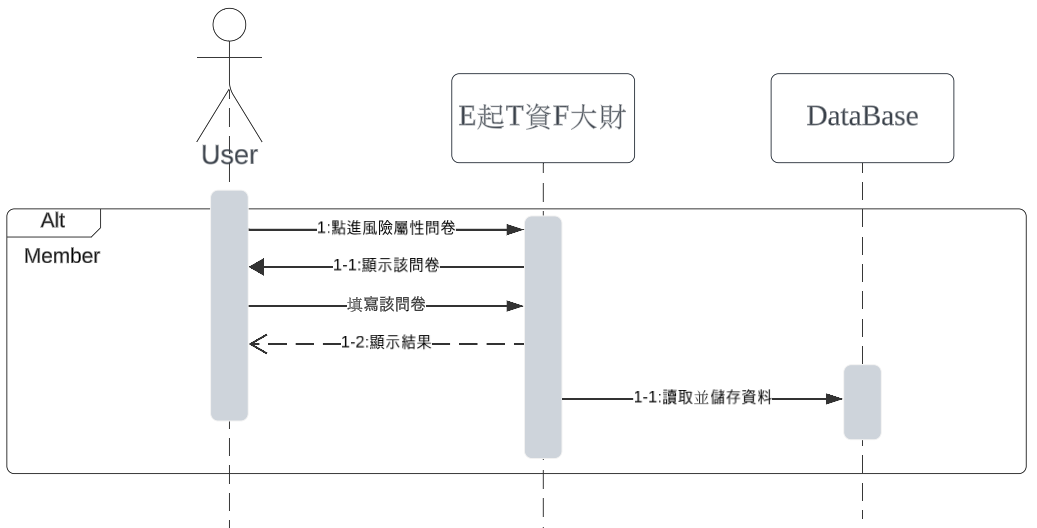 User
E起T資F大財
DataBase
Alt
Member
1:點進風險屬性問卷
1-1:顯示該問卷
填寫該問卷
1-2:顯示結果
1-1:讀取並儲存資料